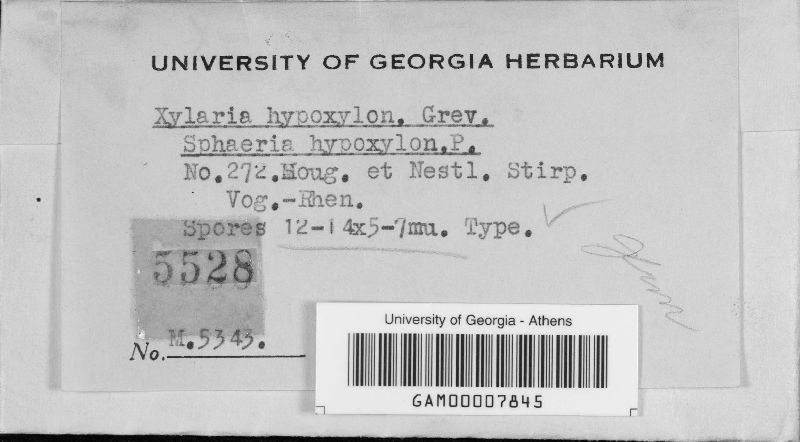 UNIVERSITY OF GEORGIA HERBARIUM
Xylaria hypoxylon. Grev.
Sphaeria hypoxylon.P.
No.272.Moug. et Nestl. Stirp.
Vog.-Rhen.
Spores 12-14x5-7mu. Type.
5528
No. M.5343.
University of Georgia - Athens
GAM00007845